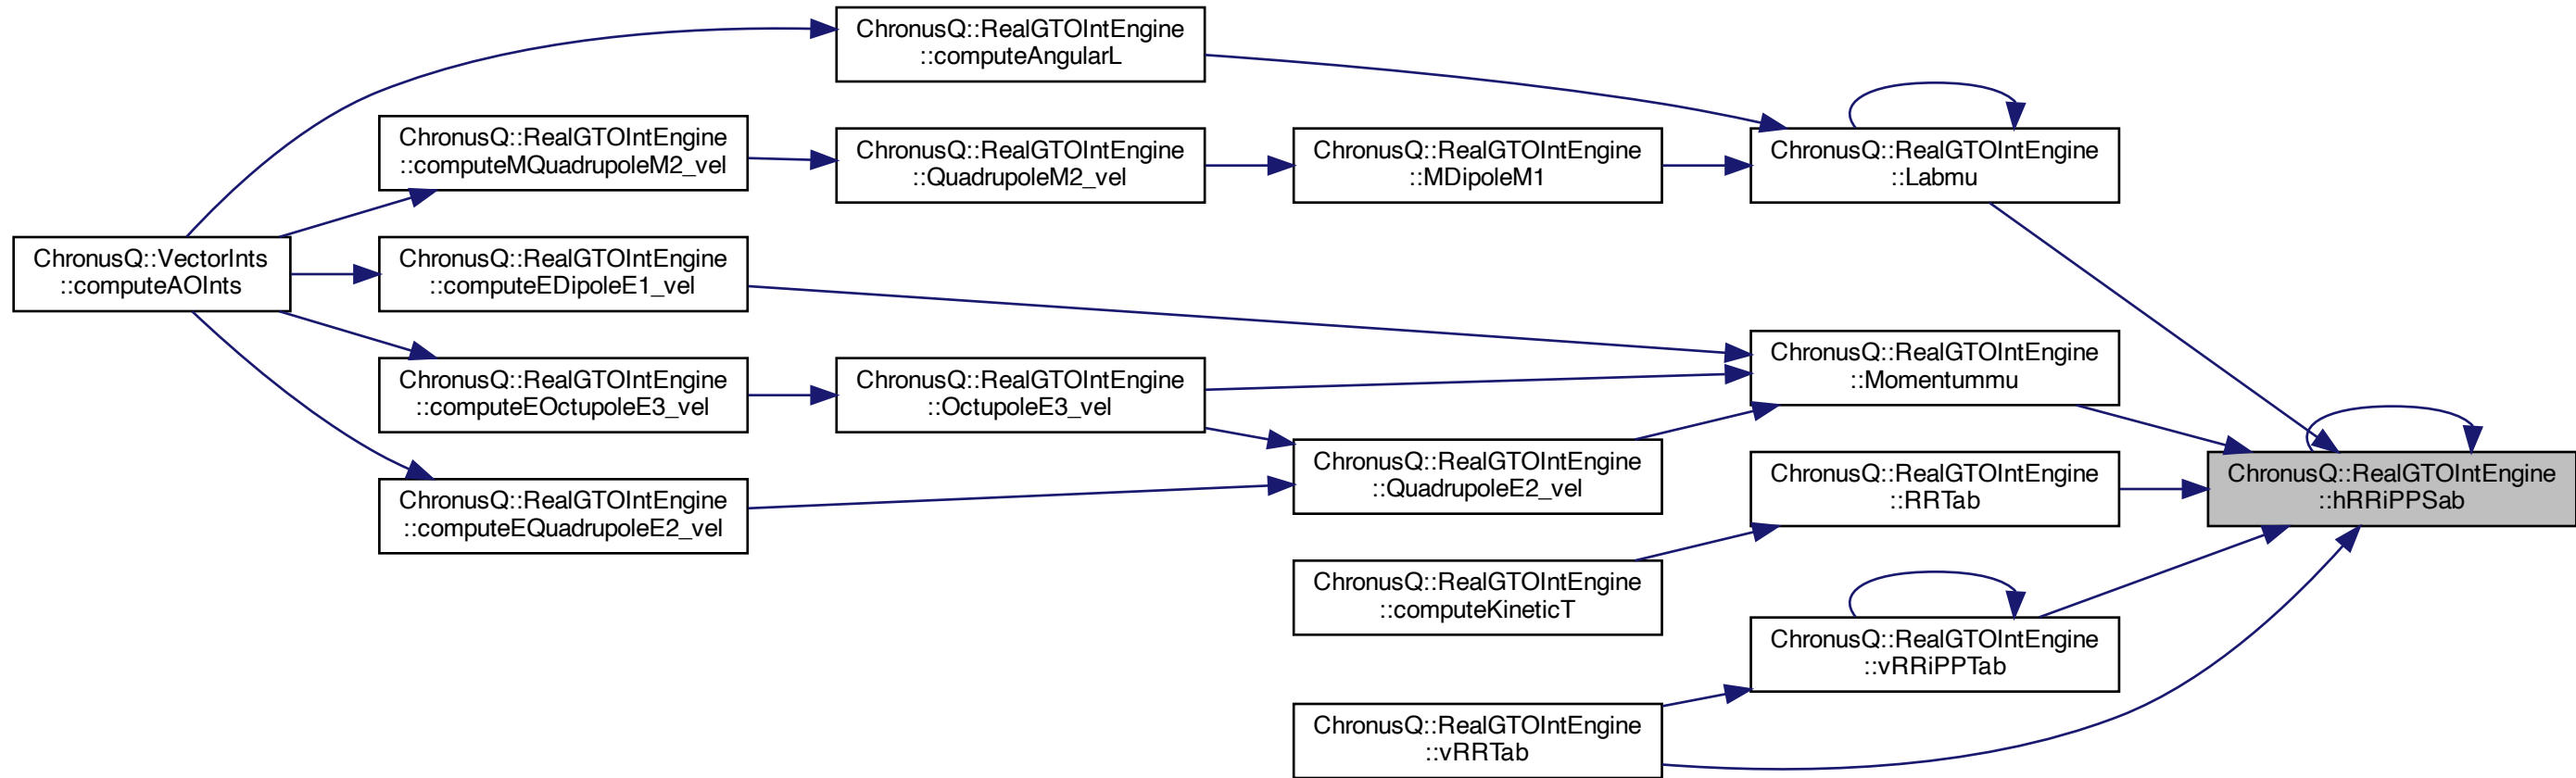 ChronusQ::RealGTOIntEngine
::computeAngularL
ChronusQ::RealGTOIntEngine
::computeMQuadrupoleM2_vel
ChronusQ::RealGTOIntEngine
::QuadrupoleM2_vel
ChronusQ::RealGTOIntEngine
::MDipoleM1
ChronusQ::RealGTOIntEngine
::Labmu
ChronusQ::VectorInts
::computeAOInts
ChronusQ::RealGTOIntEngine
::computeEDipoleE1_vel
ChronusQ::RealGTOIntEngine
::Momentummu
ChronusQ::RealGTOIntEngine
::computeEOctupoleE3_vel
ChronusQ::RealGTOIntEngine
::OctupoleE3_vel
ChronusQ::RealGTOIntEngine
::QuadrupoleE2_vel
ChronusQ::RealGTOIntEngine
::RRTab
ChronusQ::RealGTOIntEngine
::hRRiPPSab
ChronusQ::RealGTOIntEngine
::computeEQuadrupoleE2_vel
ChronusQ::RealGTOIntEngine
::computeKineticT
ChronusQ::RealGTOIntEngine
::vRRiPPTab
ChronusQ::RealGTOIntEngine
::vRRTab